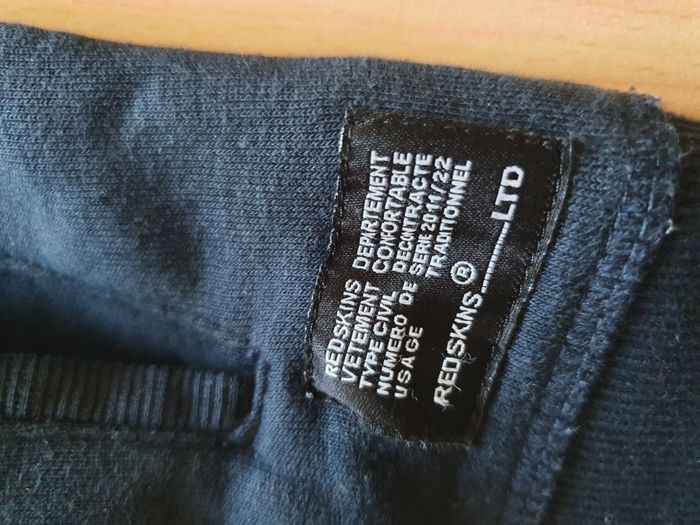 REDSKINS DEPARTEMENT
VETEMENT CONFORTABLE
TYPE CIVIL DECONTRACTE
NUMERO DE SERIE 2011/22
USAGE TRADITIONNEL
REDSKINS®............LTD